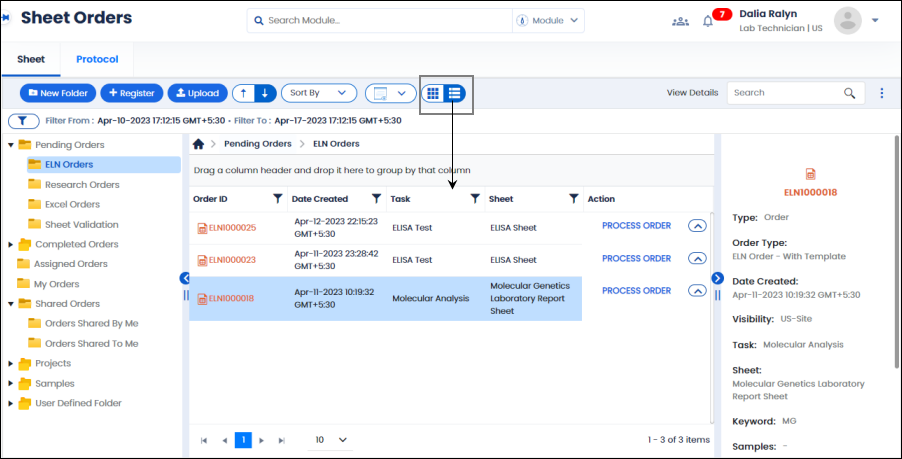 Sheet Orders
Search Module...
Module
7
Dalia Ralyn
Lab Technician | US
Sheet
Protocol
New Folder
Register
Upload
Sort By
View Details
Search
Filter From : Apr-10-2023 17:12:15 GMT+5:30 • Filter To : Apr-17-2023 17:12:15 GMT+5:30
Pending Orders
ELN Orders
Research Orders
Excel Orders
Sheet Validation
Completed Orders
Assigned Orders
My Orders
Shared Orders
Orders Shared By Me
Orders Shared To Me
Projects
Samples
User Defined Folder
Pending Orders > ELN Orders
Drag a column header and drop it here to group by that column
Order ID Date Created Task Sheet Action
ELN1000025 Apr-12-2023 22:15:23 GMT+5:30 ELISA Test ELISA Sheet PROCESS ORDER
ELN1000023 Apr-11-2023 23:28:42 GMT+5:30 ELISA Test ELISA Sheet PROCESS ORDER
ELN1000018 Apr-11-2023 10:19:32 GMT+5:30 Molecular Analysis Molecular Genetics Laboratory Report Sheet PROCESS ORDER
1
10
1 - 3 of 3 items
ELN1000018
Type: Order
Order Type:
ELN Order - With Template
Date Created:
Apr-11-2023 10:19:32 GMT+5:30
Visibility: US-Site
Task: Molecular Analysis
Sheet:
Molecular Genetics Laboratory
Report Sheet
Keyword: MG
Samples: -